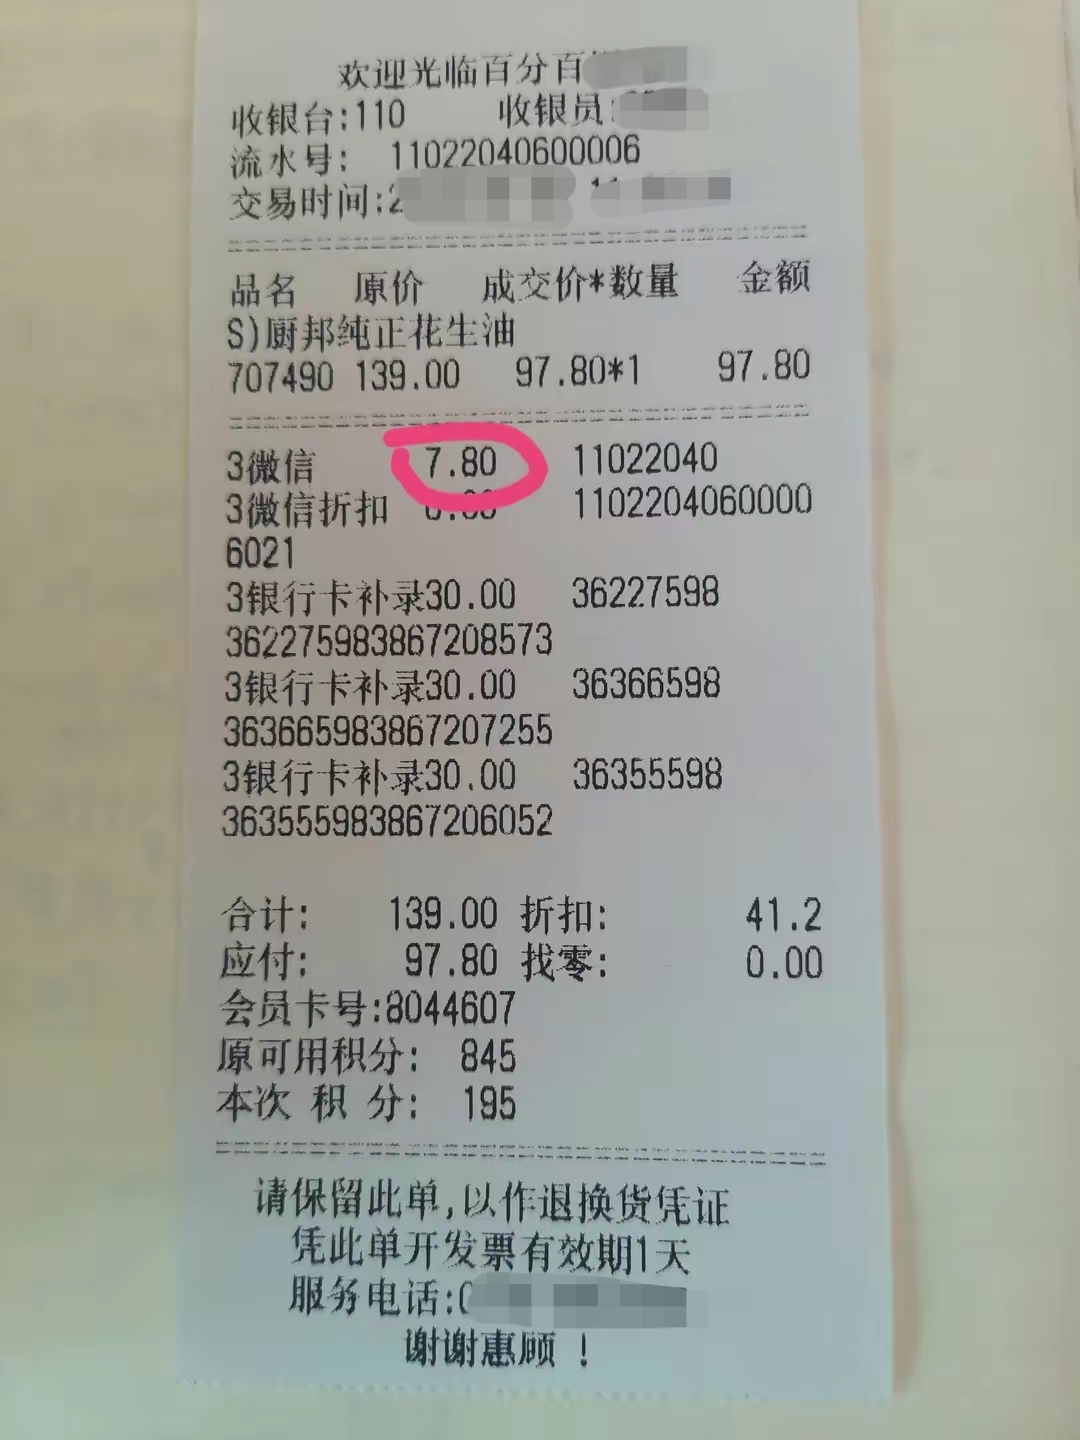 欢迎光临百分百
收银台:110 收银员:
流水号: 11022040600006
交易时间:2
品名 原价 成交价*数量 金额
S)厨邦纯正花生油
707490 139.00 97.80*1 97.80
3微信 7.80 11022040
3微信折扣 0.00 1102204060000
6021
3银行卡补录30.00 36227598
362275983867208573
3银行卡补录30.00 36366598
363665983867207255
3银行卡补录30.00 36355598
363555983867206052
合计: 139.00 折扣: 41.2
应付: 97.80 找零: 0.00
会员卡号:8044607
原可用积分: 845
本次 积 分: 195
请保留此单,以作退换货凭证
凭此单开发票有效期1天
服务电话:0
谢谢惠顾 !